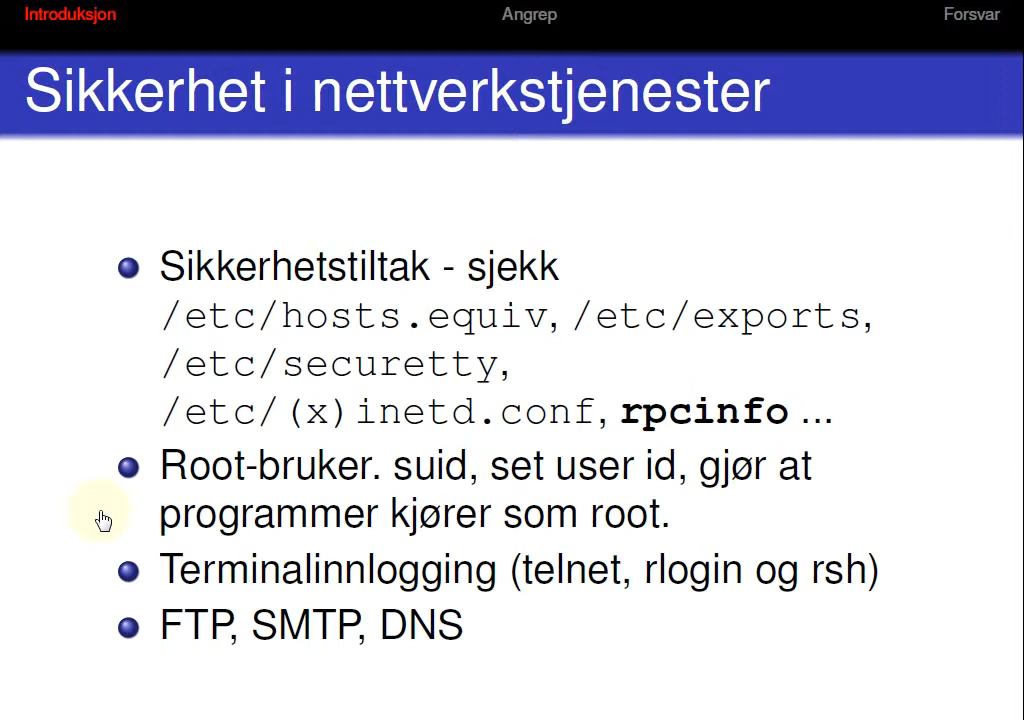 Introduksjon Angrep Forsvar
Sikkerhet i nettverkstjenester
Sikkerhetstiltak - sjekk
/etc/hosts.equiv, /etc/exports,
/etc/securetty,
/etc/(x)inetd.conf, rpcinfo ...
Root-bruker. suid, set user id, gjør at
programmer kjører som root.
Terminalinnlogging (telnet, rlogin og rsh)
FTP, SMTP, DNS